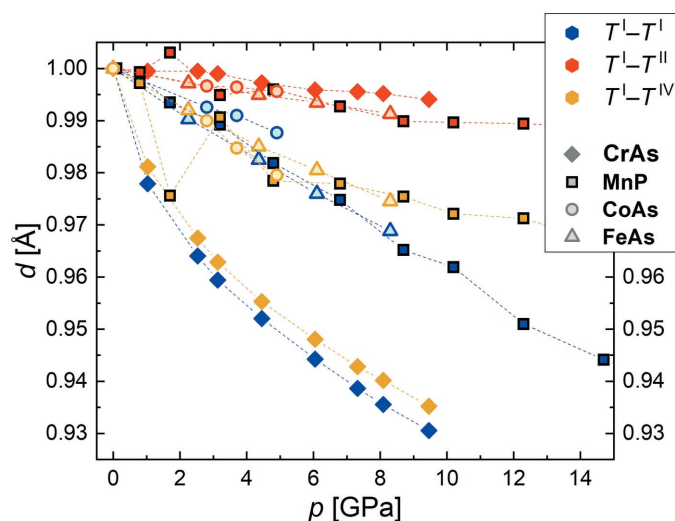 T^I–T^I
T^I–T^II
T^I–T^IV
CrAs
MnP
CoAs
FeAs
1.00
0.99
0.98
0.97
0.96
0.95
0.94
0.93
d [Å]
0.97
0.96
0.95
0.94
0.93
0 2 4 6 8 10 12 14
p [GPa]